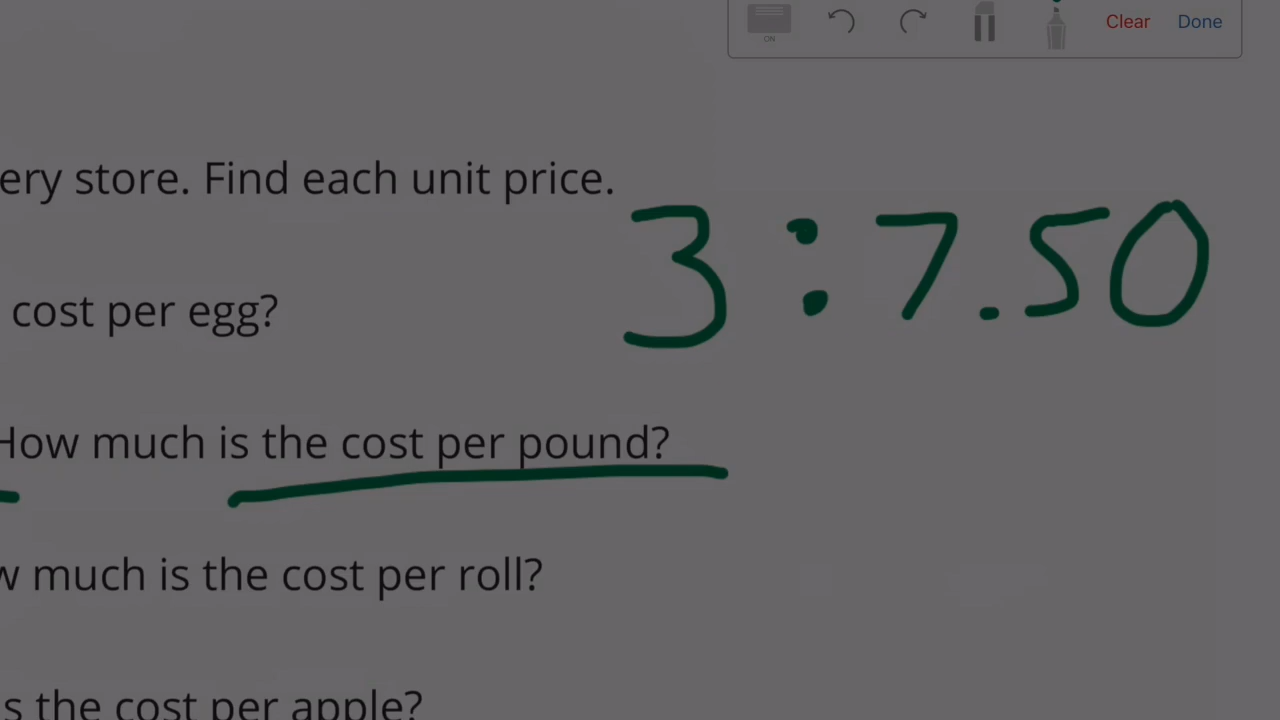 ON Clear Done
ery store. Find each unit price.
3 : 7.50
cost per egg?
How much is the cost per pound?
w much is the cost per roll?
s the cost per apple?